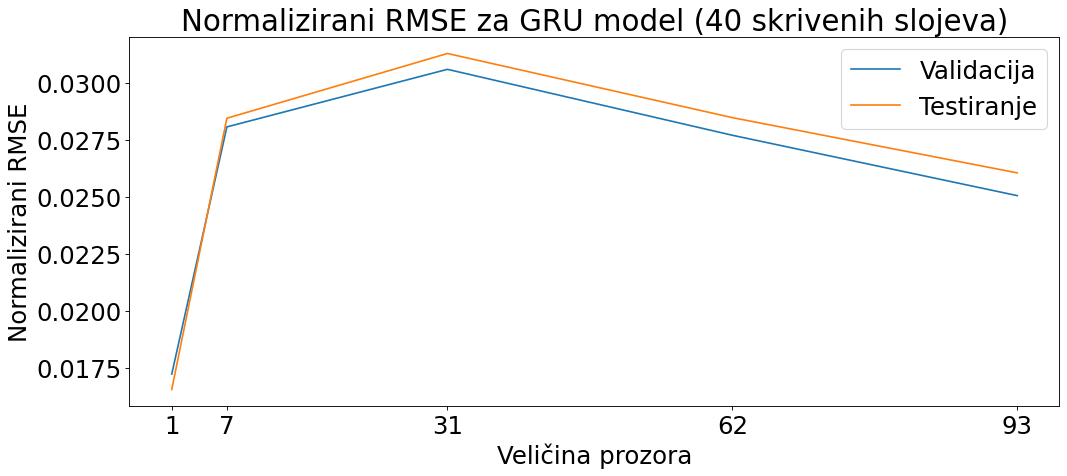 Normalizirani RMSE za GRU model (40 skrivenih slojeva)
Validacija
Testiranje
Normalizirani RMSE
0.0300
0.0275
0.0250
0.0225
0.0200
0.0175
1 7 31 62 93
Veličina prozora